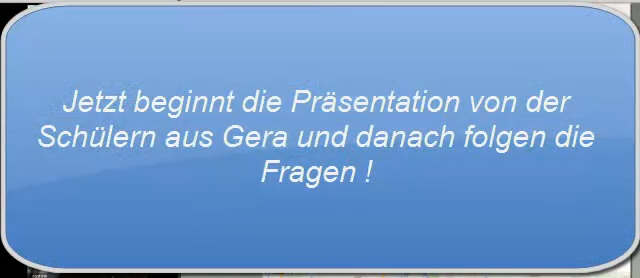 Jetzt beginnt die Präsentation von der
Schülern aus Gera und danach folgen die
Fragen !